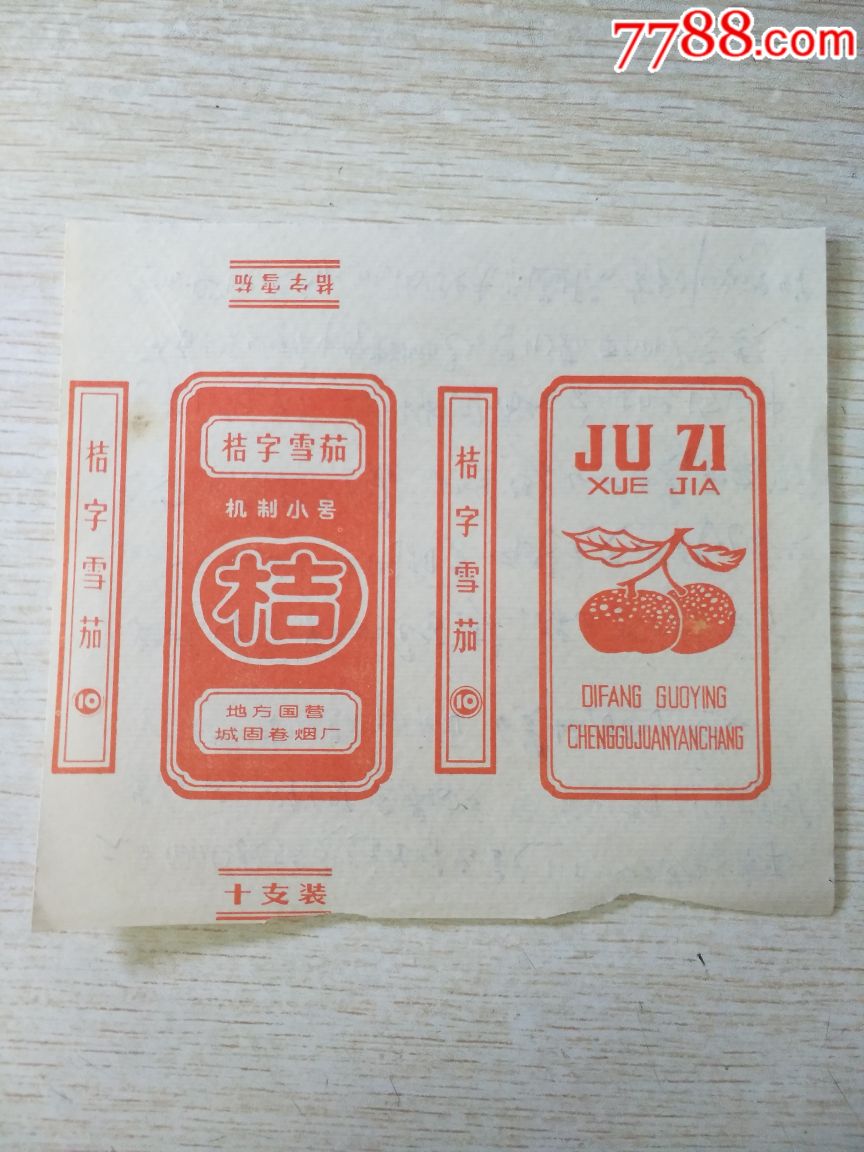 7788.com
桔字雪茄
桔字雪茄
10
桔字雪茄
机制小号
桔
地方国营
城固卷烟厂
桔字雪茄
10
JU ZI
XUE JIA
DIFANG GUOYING
CHENGGUJUANYANCHANG
十支装